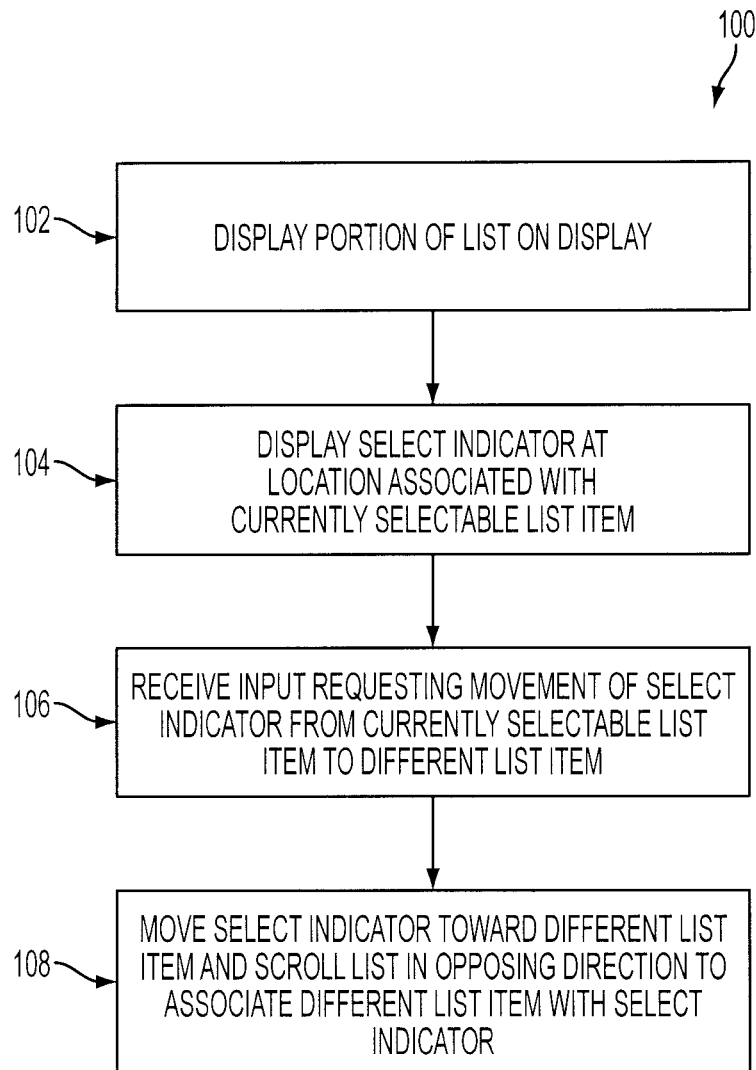 100
102
DISPLAY PORTION OF LIST ON DISPLAY
104
DISPLAY SELECT INDICATOR AT
LOCATION ASSOCIATED WITH
CURRENTLY SELECTABLE LIST ITEM
106
RECEIVE INPUT REQUESTING MOVEMENT OF SELECT
INDICATOR FROM CURRENTLY SELECTABLE LIST
ITEM TO DIFFERENT LIST ITEM
108
MOVE SELECT INDICATOR TOWARD DIFFERENT LIST
ITEM AND SCROLL LIST IN OPPOSING DIRECTION TO
ASSOCIATE DIFFERENT LIST ITEM WITH SELECT
INDICATOR